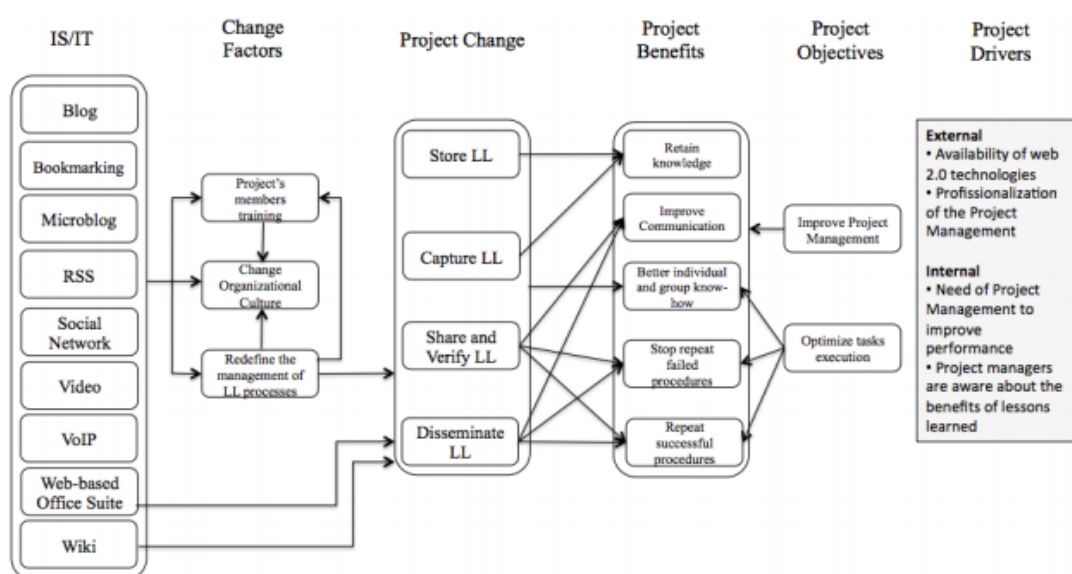 IS/IT
Change
Factors
Project Change
Project
Benefits
Project
Objectives
Project
Drivers
Blog
Bookmarking
Microblog
RSS
Social
Network
Video
VoIP
Web-based
Office Suite
Wiki
Project's
members
training
Change
Organizational
Culture
Redefine the
management of
LL processes
Store LL
Capture LL
Share and
Verify LL
Disseminate
LL
Retain
knowledge
Improve
Communication
Better individual
and group know-
how
Stop repeat
failed
procedures
Repeat
successful
procedures
Improve Project
Management
Optimize tasks
execution
External
• Availability of web
2.0 technologies
• Profissionalization
of the Project
Management
Internal
• Need of Project
Management to
improve
performance
• Project managers
are aware about the
benefits of lessons
learned